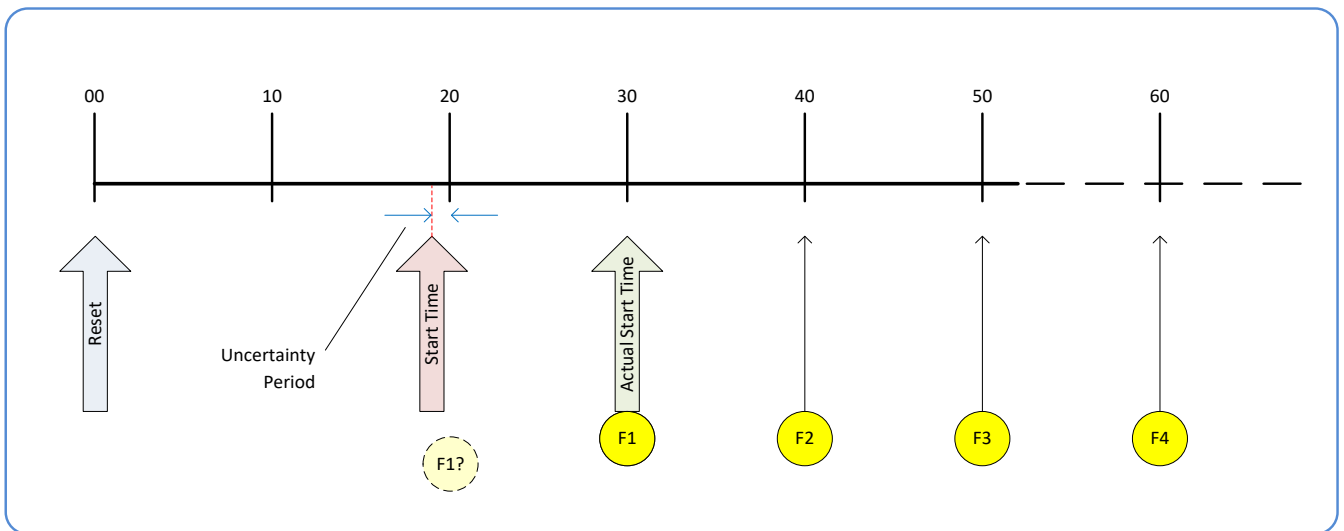 00 10 20 30 40 50 60
Reset
Start Time
Actual Start Time
Uncertainty
Period
F1?
F1
F2
F3
F4